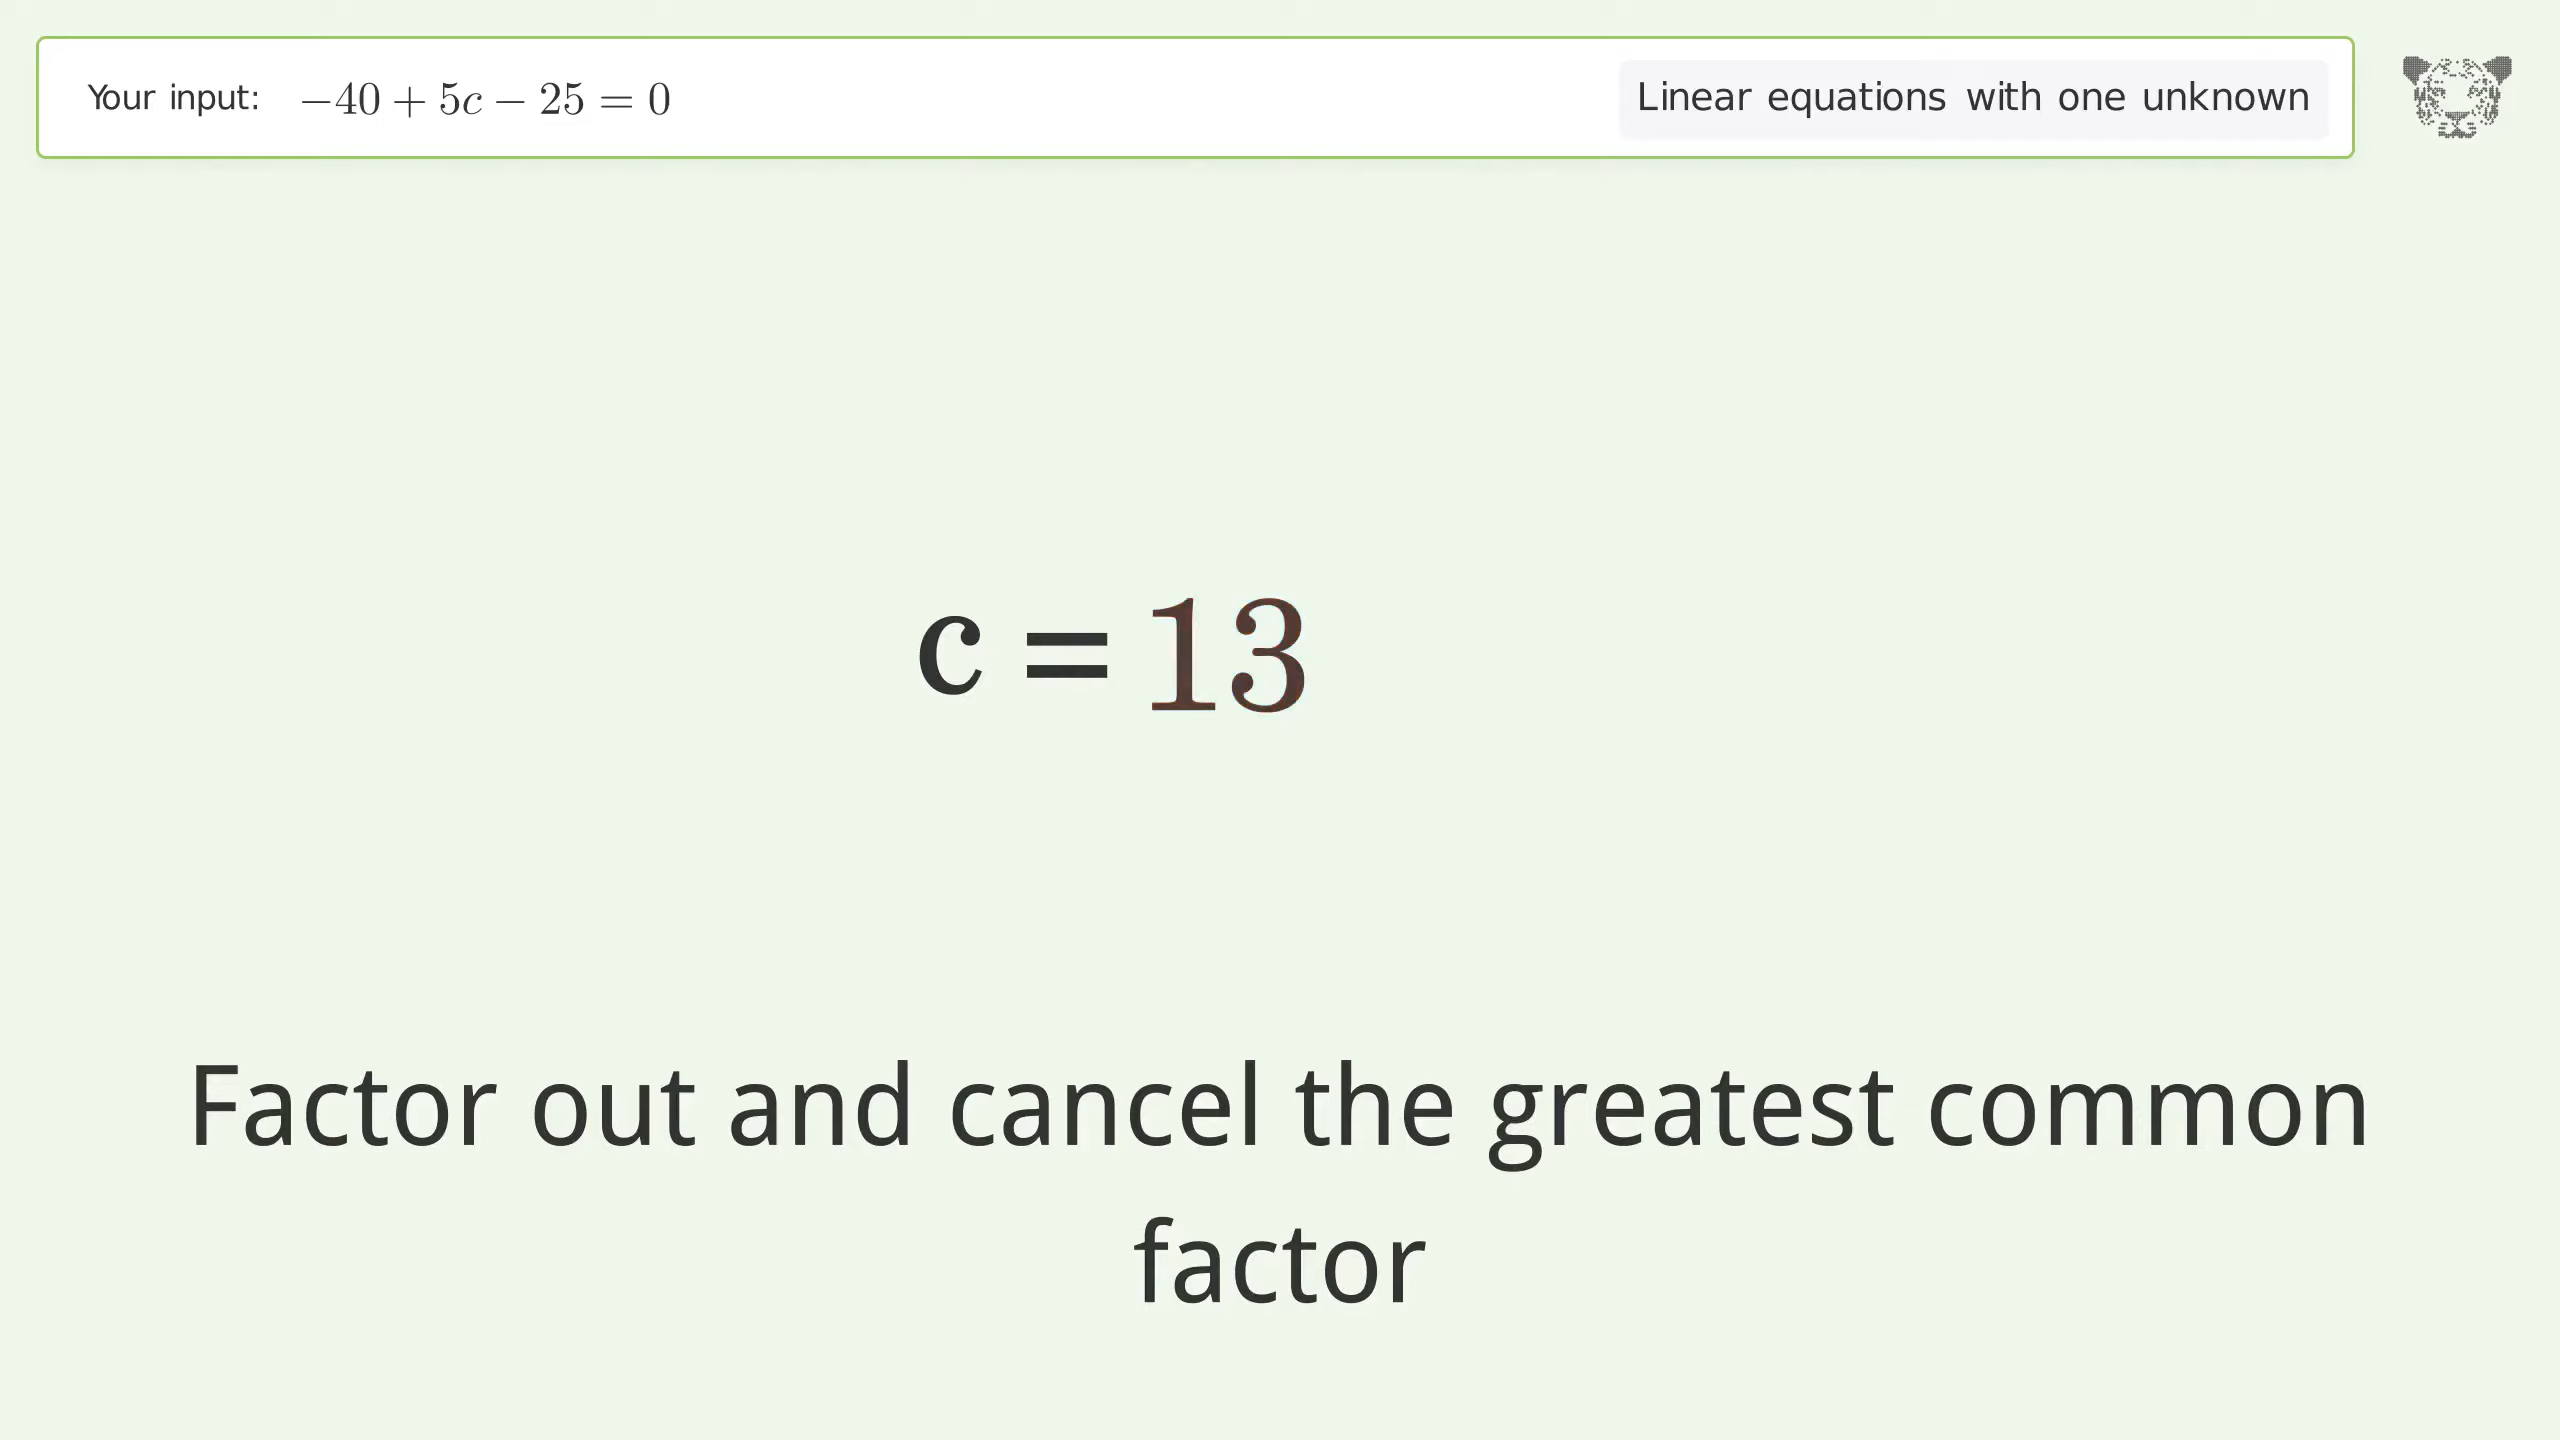 Your input: −40 + 5c − 25 = 0
Linear equations with one unknown
c = 13
Factor out and cancel the greatest common
factor